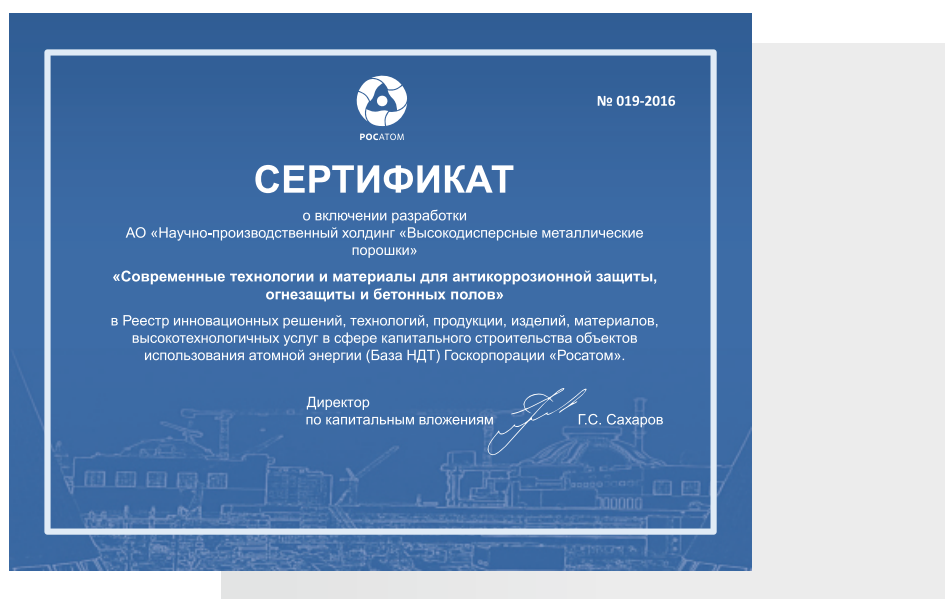 № 019-2016
РОСАТОМ
СЕРТИФИКАТ
о включении разработки
АО «Научно-производственный холдинг «Высокодисперсные металлические
порошки»
«Современные технологии и материалы для антикоррозионной защиты,
огнезащиты и бетонных полов»
в Реестр инновационных решений, технологий, продукции, изделий, материалов,
высокотехнологичных услуг в сфере капитального строительства объектов
использования атомной энергии (База НДТ) Госкорпорации «Росатом».
Директор
по капитальным вложениям Г.С. Сахаров